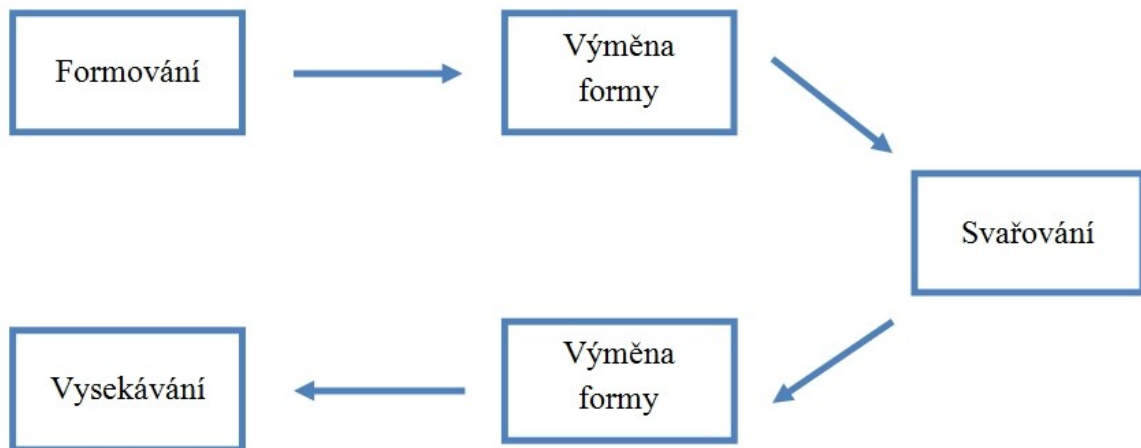 Formování
Výměna
formy
Svařování
Výměna
formy
Vysekávání